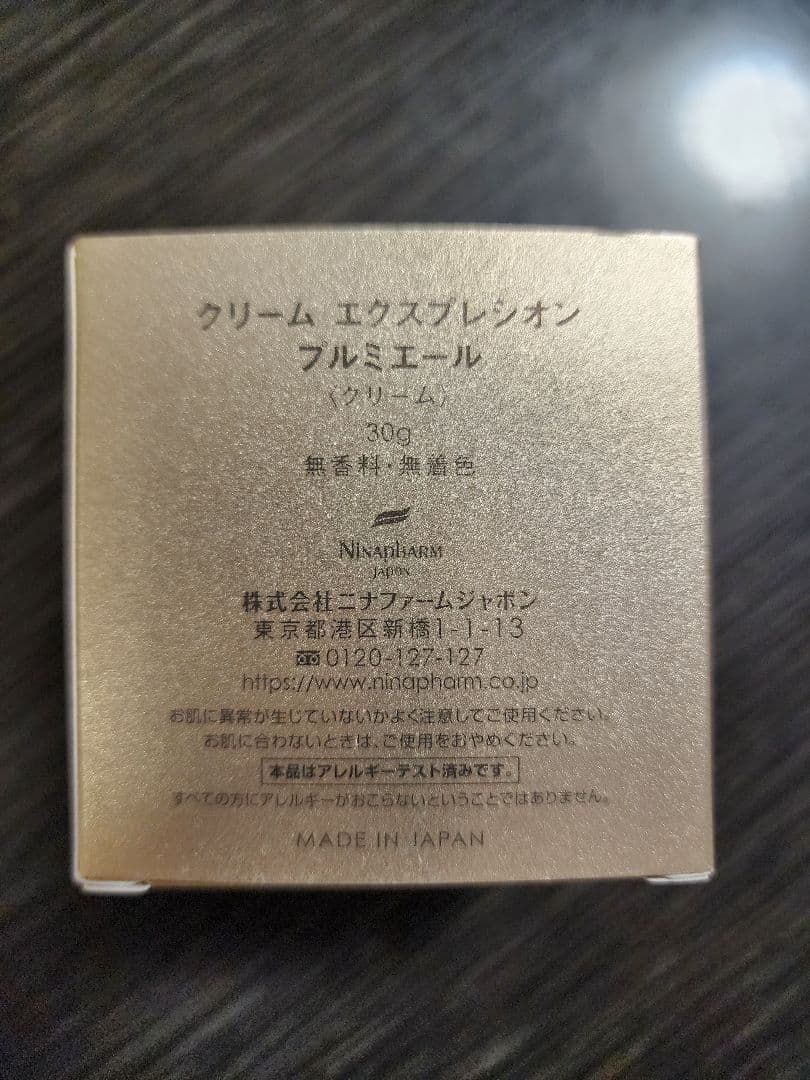 クリーム エクスプレシオン
プルミエール
〈クリーム〉
30g
無香料・無着色
NINAPHARM
JAPON
株式会社ニナファームジャポン
東京都港区新橋1-1-13
0120-127-127
https://www.ninapharm.co.jp
お肌に異常が生じていないかよく注意してご使用ください。
お肌に合わないときは、ご使用をおやめください。
本品はアレルギーテスト済みです。
すべての方にアレルギーがおこらないということではありません。
MADE IN JAPAN